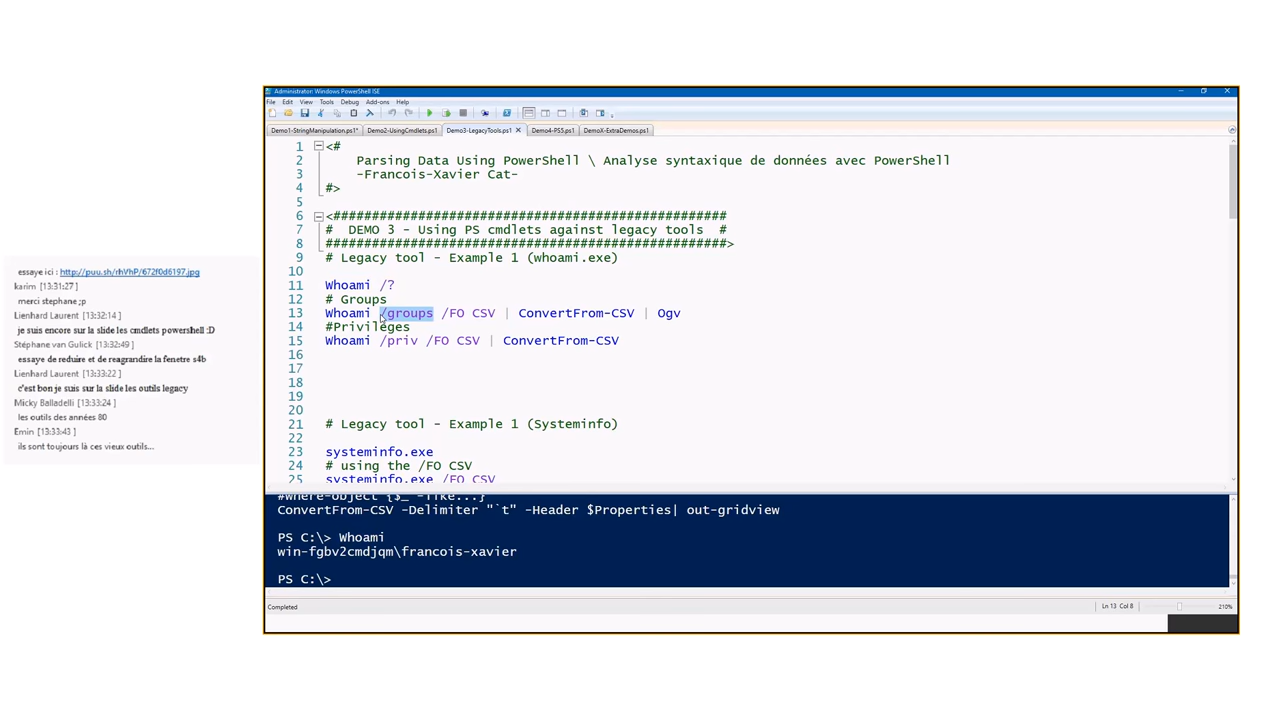 essaye ici : http://puu.sh/rhVhP/672f0d6197.jpg
karim [13:31:27]
merci stephane ;p
Lienhard Laurent [13:32:14 ]
je suis encore sur la slide les cmdlets powershell :D
Stéphane van Gulick [13:32:49 ]
essaye de reduire et de reagrandire la fenetre s4b
Lienhard Laurent [13:33:22 ]
c'est bon je suis sur la slide les outils legacy
Micky Balladelli [13:33:24 ]
les outils des années 80
Emin [13:33:43 ]
ils sont toujours là ces vieux outils...
Administrator: Windows PowerShell ISE
File Edit View Tools Debug Add-ons Help
Demo1-StringManipulation.ps1* Demo2-UsingCmdlets.ps1 Demo3-LegacyTools.ps1 Demo4-PS5.ps1 DemoX-ExtraDemos.ps1
1 <#
2 Parsing Data Using PowerShell \ Analyse syntaxique de données avec PowerShell
3 -Francois-Xavier Cat-
4 #>
5
6 <###################################################
7 # DEMO 3 - Using PS cmdlets against legacy tools #
8 ####################################################>
9 # Legacy tool - Example 1 (whoami.exe)
10
11 Whoami /?
12 # Groups
13 Whoami /groups /FO CSV | ConvertFrom-CSV | Ogv
14 #Privileges
15 Whoami /priv /FO CSV | ConvertFrom-CSV
16
17
18
19
20
21 # Legacy tool - Example 1 (Systeminfo)
22
23 systeminfo.exe
24 # using the /FO CSV
25 systeminfo.exe /FO CSV
#where-object {$_ -like...}
ConvertFrom-CSV -Delimiter "`t" -Header $Properties| out-gridview
PS C:\> Whoami
win-fgbv2cmdjqm\francois-xavier
PS C:\>
Completed
Ln 13 Col 8
210%